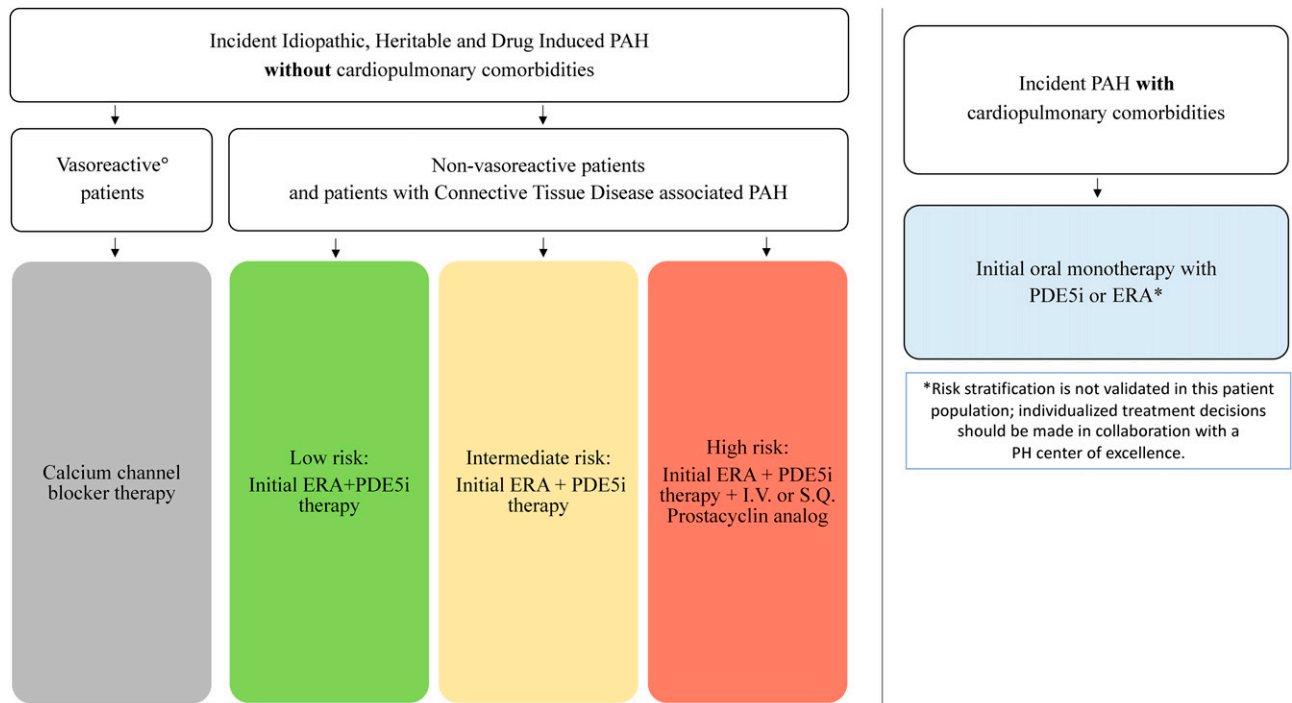 Incident Idiopathic, Heritable and Drug Induced PAH
without cardiopulmonary comorbidities
Vasoreactive°
patients
Non-vasoreactive patients
and patients with Connective Tissue Disease associated PAH
Calcium channel
blocker therapy
Low risk:
Initial ERA+PDE5i
therapy
Intermediate risk:
Initial ERA + PDE5i
therapy
High risk:
Initial ERA + PDE5i
therapy + I.V. or S.Q.
Prostacyclin analog
Incident PAH with
cardiopulmonary comorbidities
Initial oral monotherapy with
PDE5i or ERA*
*Risk stratification is not validated in this patient
population; individualized treatment decisions
should be made in collaboration with a
PH center of excellence.